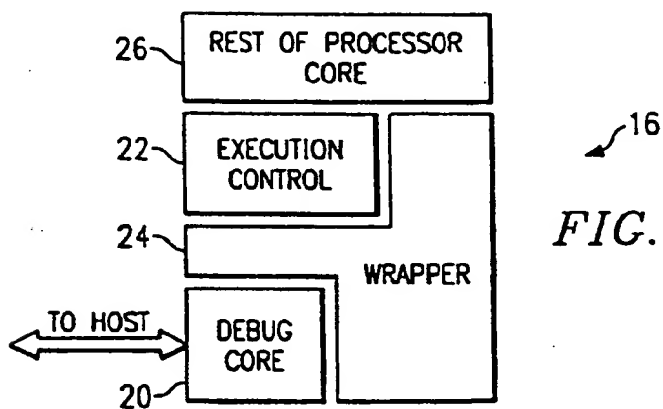 REST OF PROCESSOR
CORE
26
22
EXECUTION
CONTROL
16
24
WRAPPER
FIG.
TO HOST
DEBUG
CORE
20